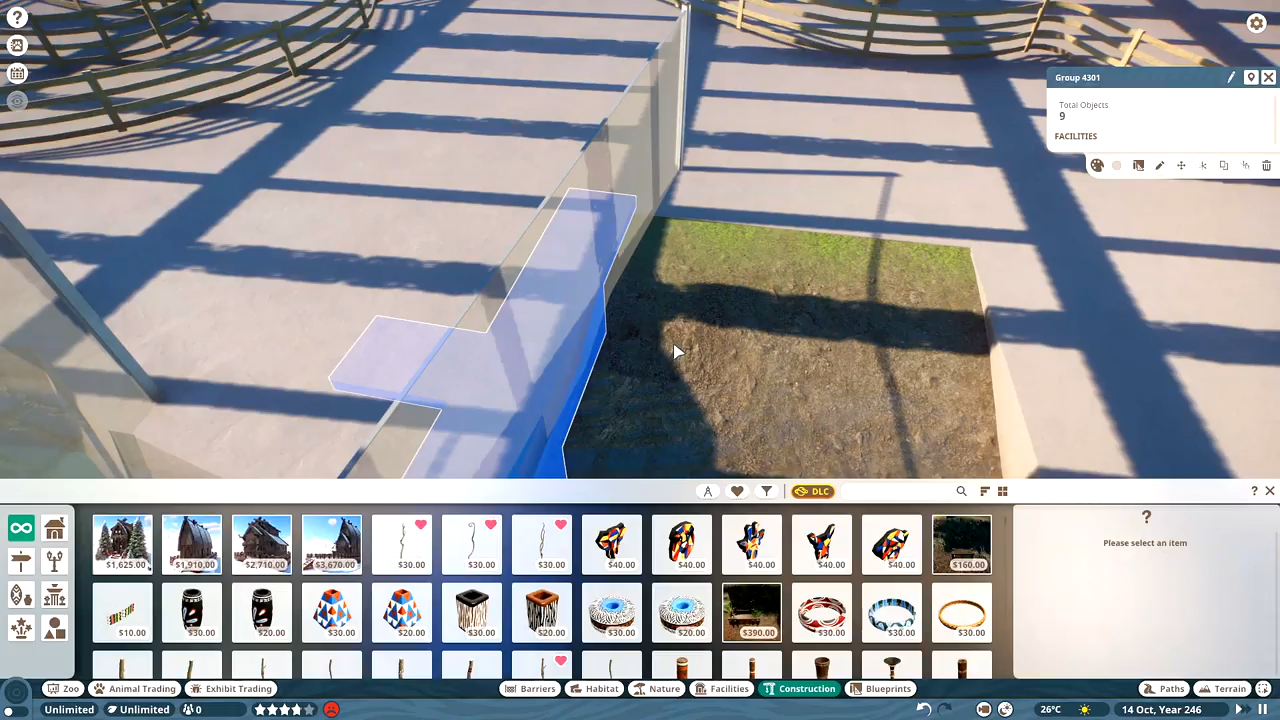 ?
Group 4301
Total Objects
9
FACILITIES
DLC
?
$1,625.00
$1,910.00
$2,710.00
$3,670.00
$30.00
$30.00
$30.00
$40.00
$40.00
$40.00
$40.00
$40.00
$160.00
?
Please select an item
$10.00
$30.00
$20.00
$30.00
$20.00
$30.00
$20.00
$30.00
$20.00
$390.00
$30.00
$30.00
$30.00
Zoo
Animal Trading
Exhibit Trading
Barriers
Habitat
Nature
Facilities
Construction
Blueprints
Paths
Terrain
Unlimited
Unlimited
0
26°C
14 Oct, Year 246